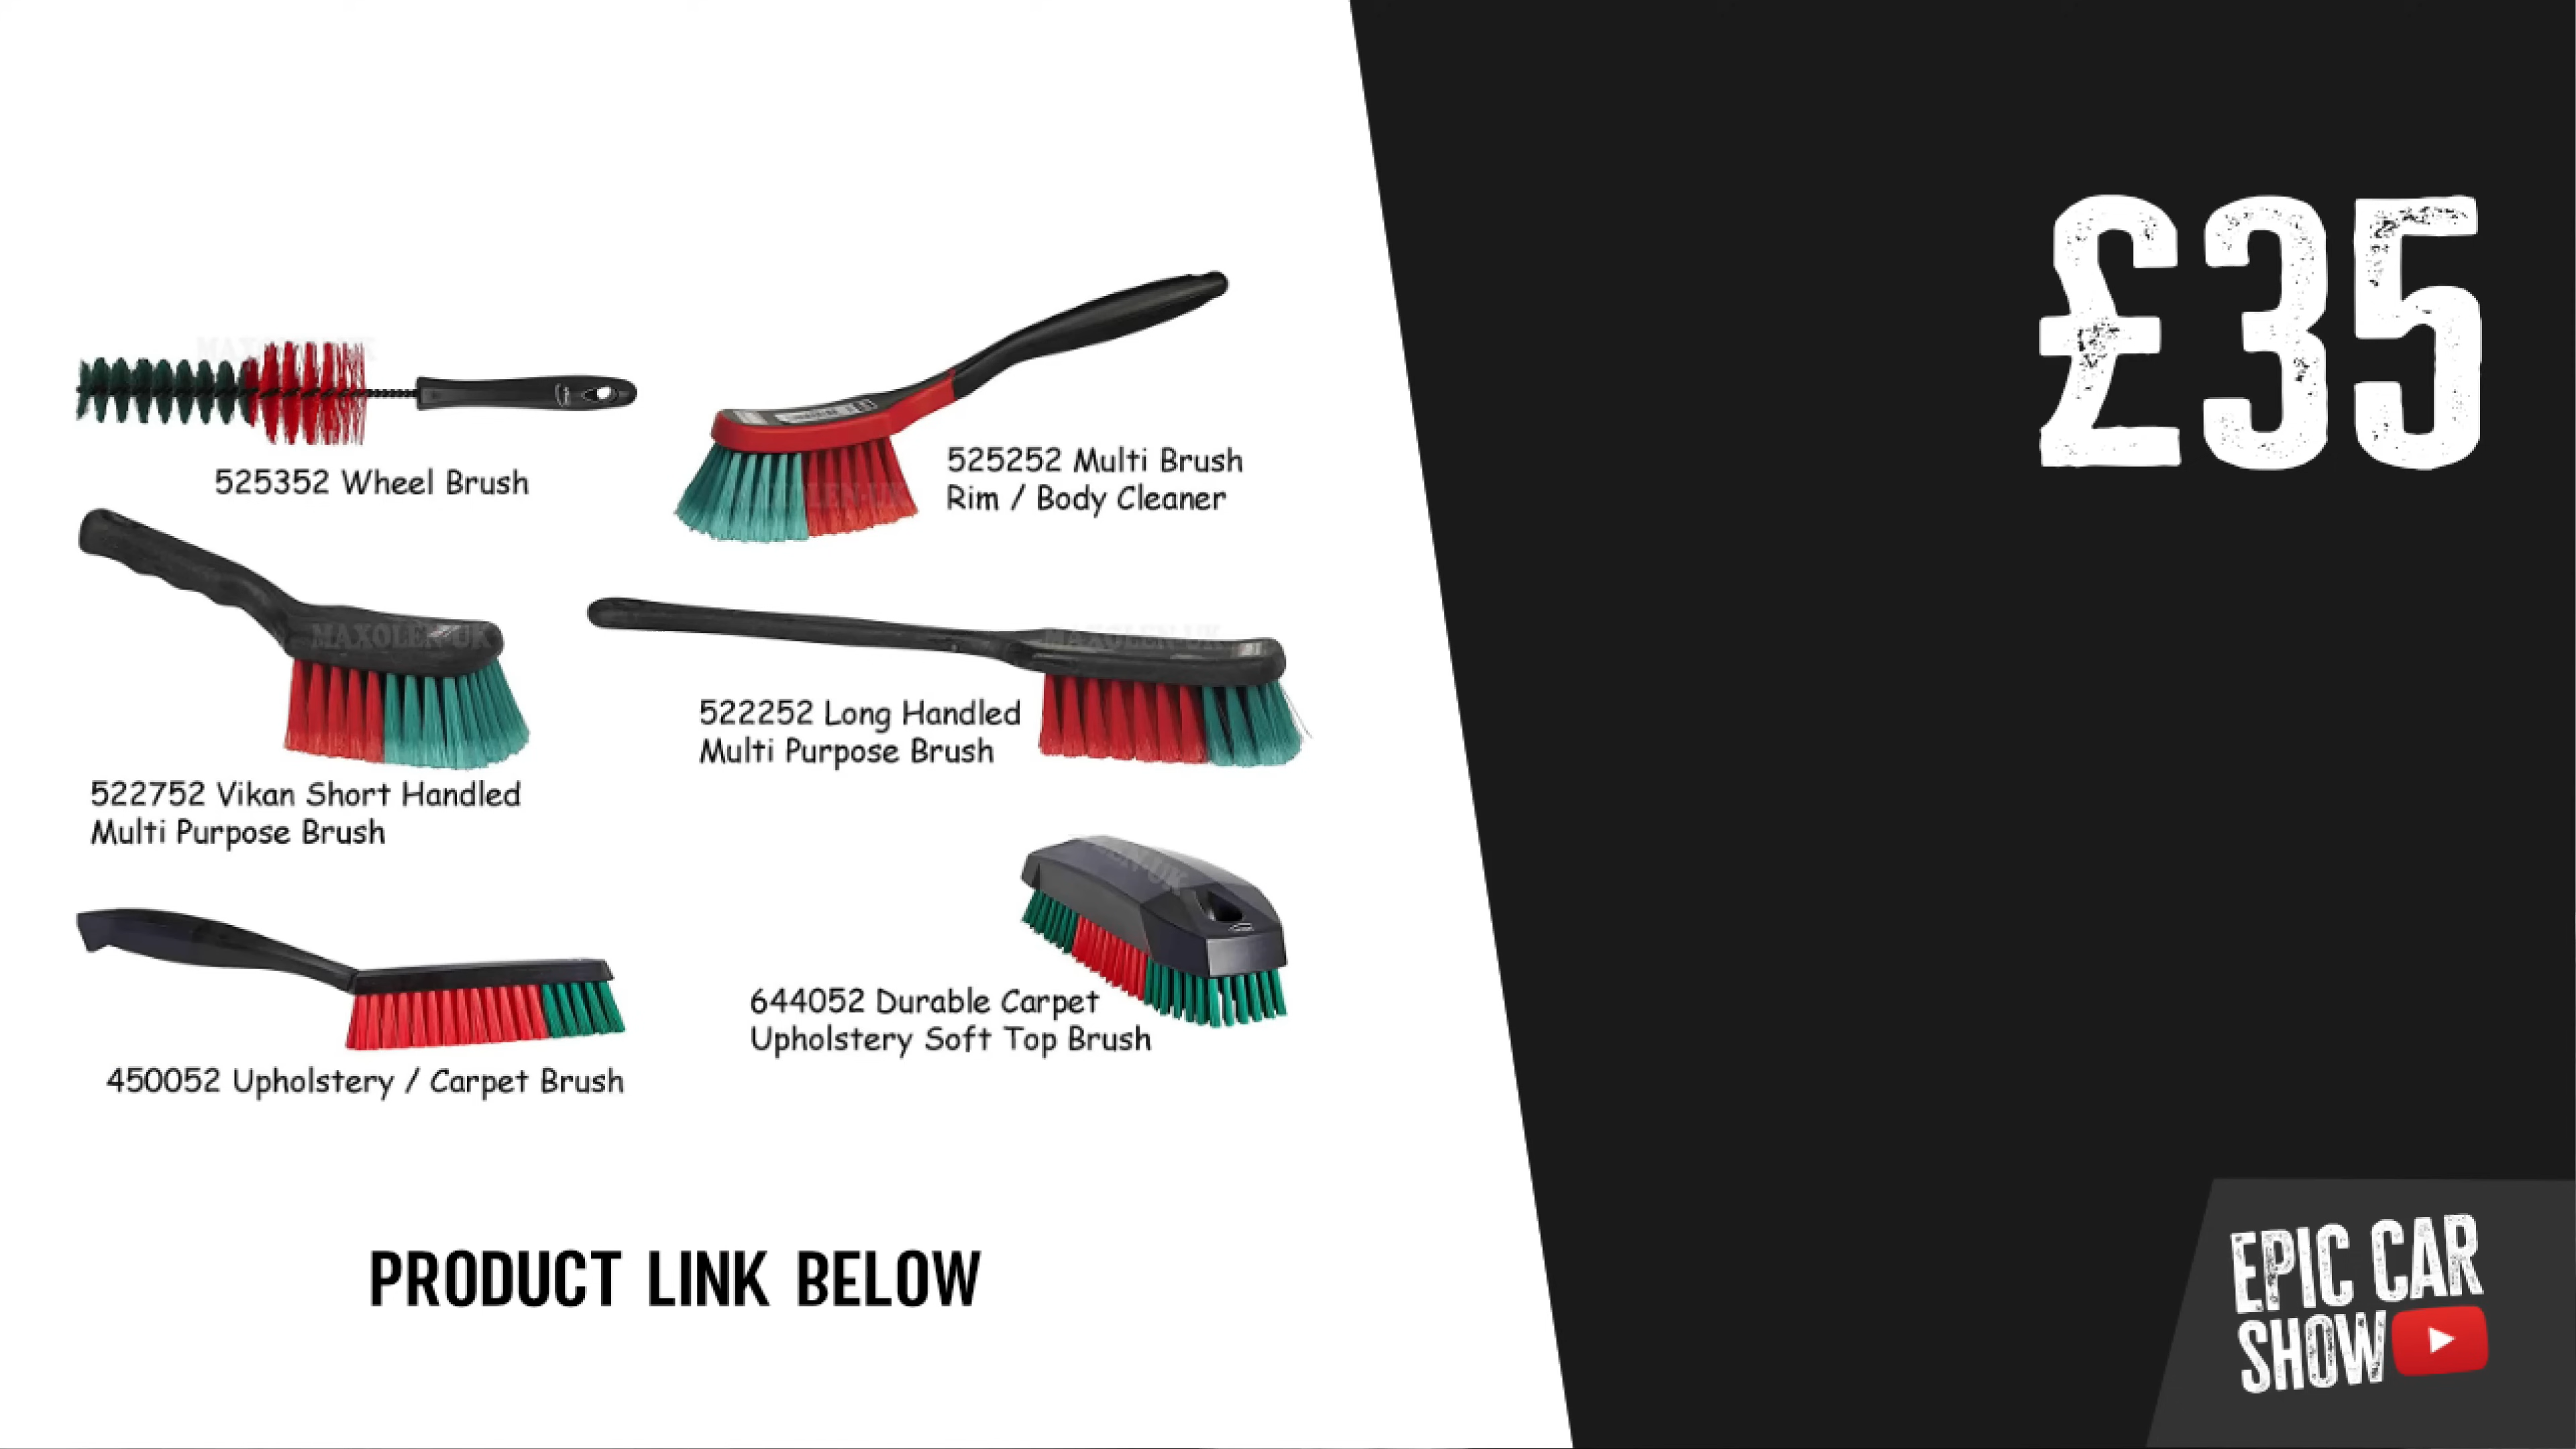 £35
525352 Wheel Brush
525252 Multi Brush
Rim / Body Cleaner
MAXOLEN-UK
522252 Long Handled
Multi Purpose Brush
522752 Vikan Short Handled
Multi Purpose Brush
644052 Durable Carpet
Upholstery Soft Top Brush
450052 Upholstery / Carpet Brush
PRODUCT LINK BELOW
EPIC CAR
SHOW